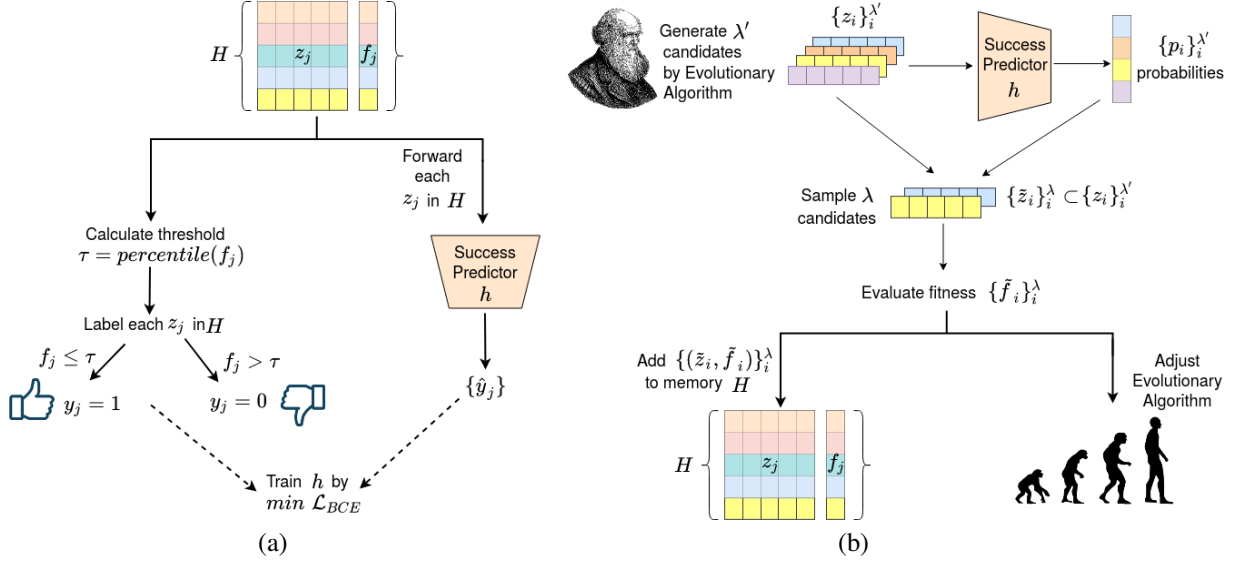 H
z_j
f_j
Forward
each
z_j in H
Calculate threshold
τ = percentile(f_j)
Success
Predictor
h
Label each z_j in H
f_j ≤ τ
f_j > τ
y_j = 1
y_j = 0
{ŷ_j}
Train h by
min L_BCE
(a)
Generate λ′
candidates
by Evolutionary
Algorithm
{z_i}_i^λ′
Success
Predictor
h
{p_i}_i^λ′
probabilities
Sample λ
candidates
{z̃_i}_i^λ ⊂ {z_i}_i^λ′
Evaluate fitness {f̃_i}_i^λ
Add {(z̃_i, f̃_i)}_i^λ
to memory H
Adjust
Evolutionary
Algorithm
H
z_j
f_j
(b)